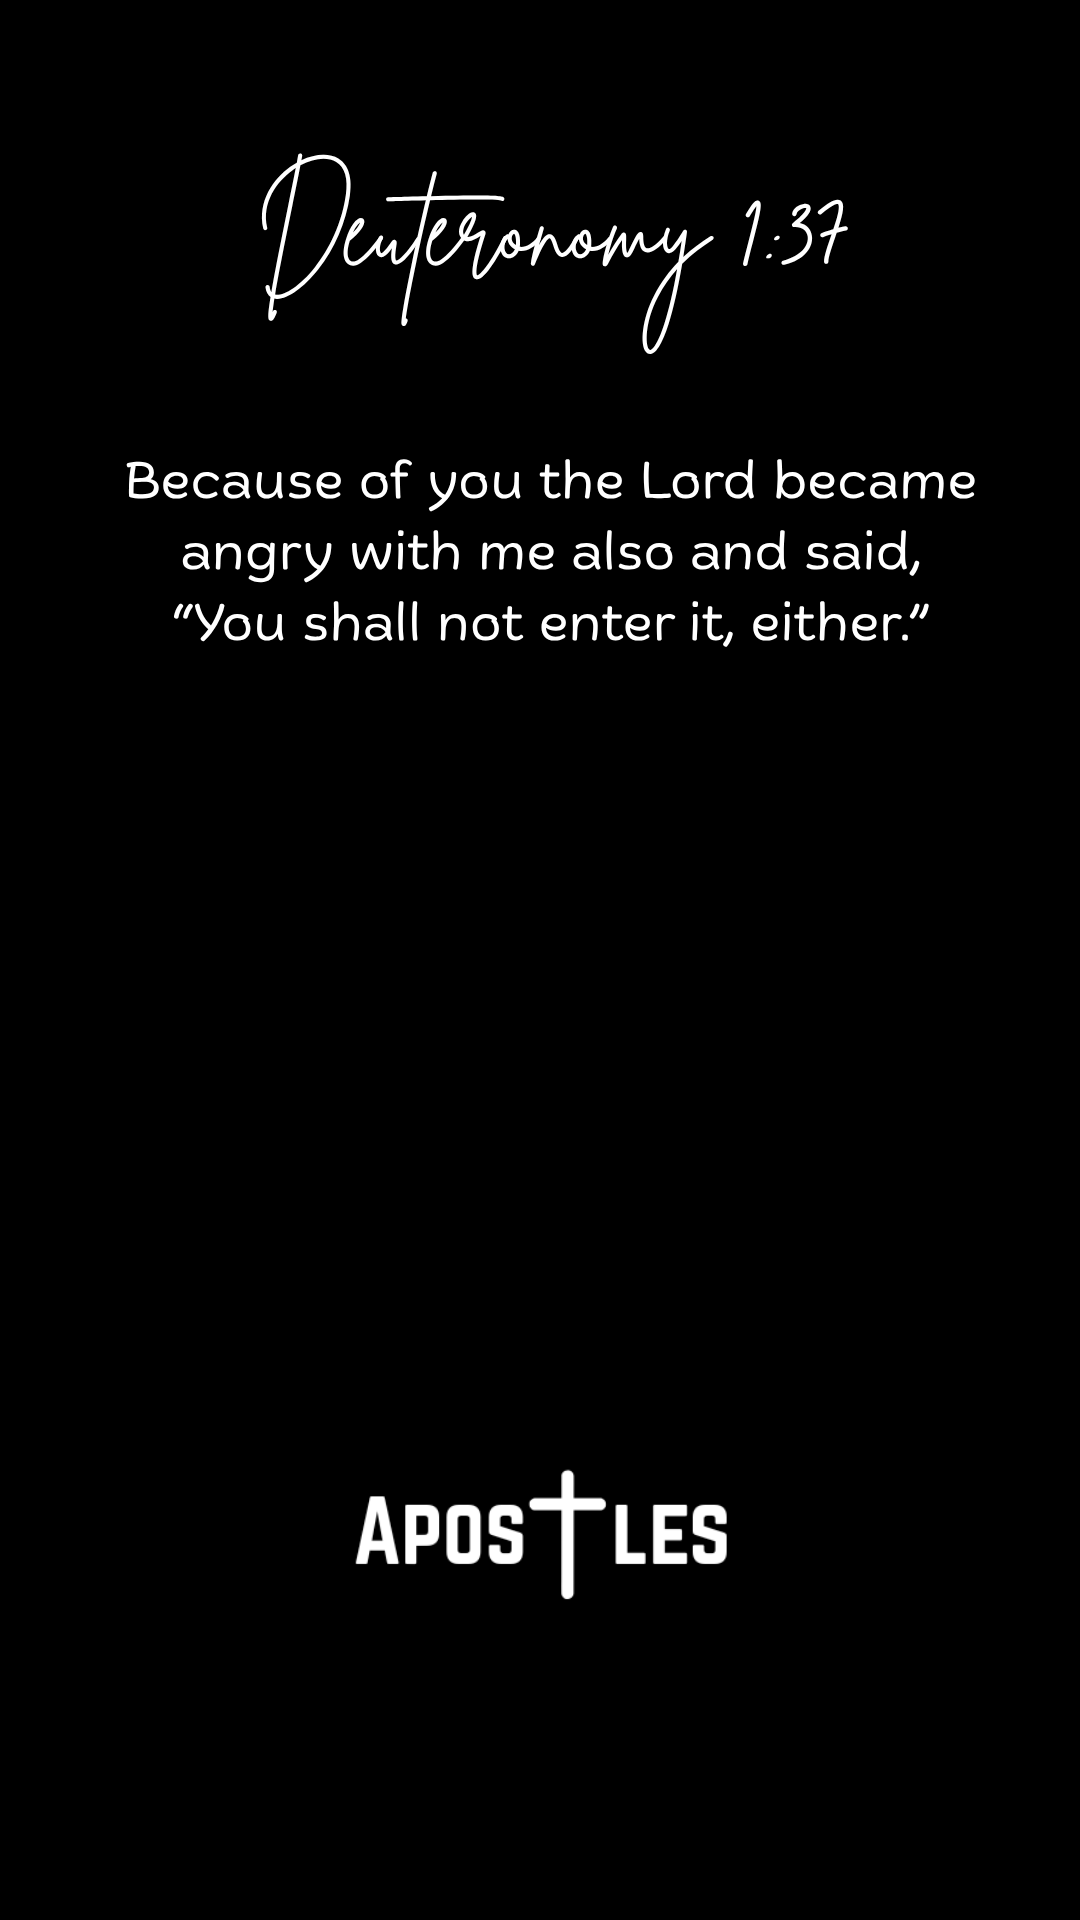 Deuteronomy 1:37
Because of you the Lord became
angry with me also and said,
“You shall not enter it, either.”
Apostles